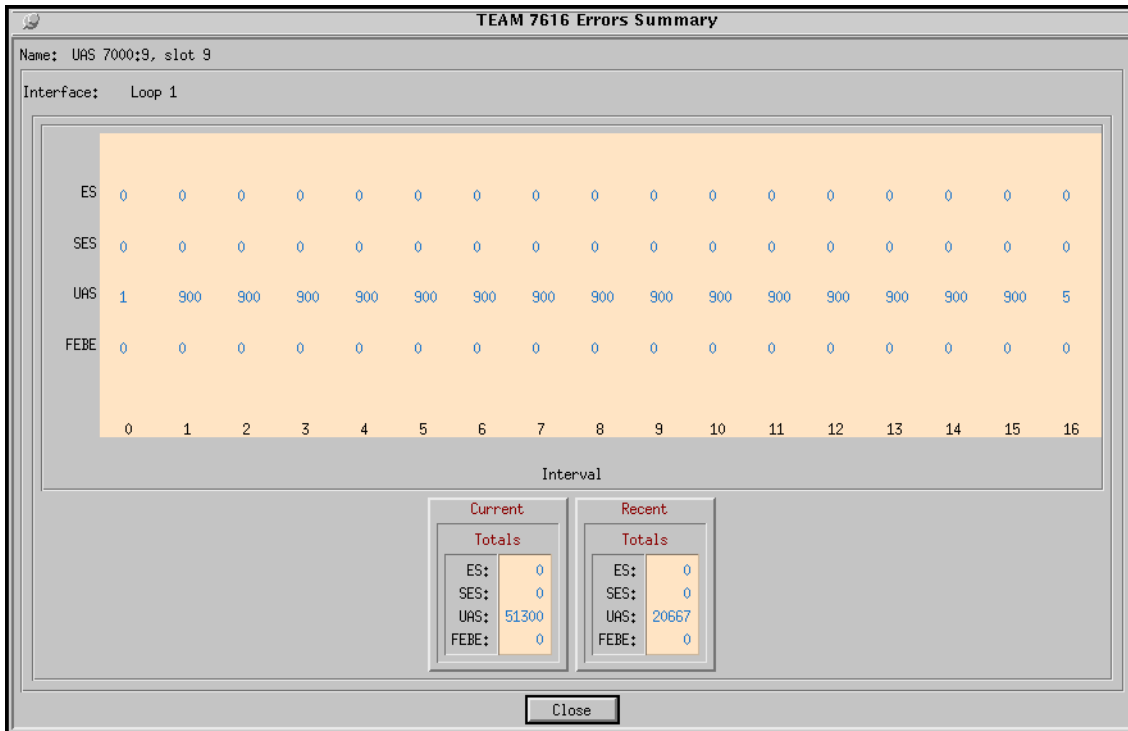 TEAM 7616 Errors Summary
Name: UAS 7000:9, slot 9
Interface: Loop 1
ES 0 0 0 0 0 0 0 0 0 0 0 0 0 0 0 0 0
SES 0 0 0 0 0 0 0 0 0 0 0 0 0 0 0 0 0
UAS 1 900 900 900 900 900 900 900 900 900 900 900 900 900 900 900 5
FEBE 0 0 0 0 0 0 0 0 0 0 0 0 0 0 0 0 0
0 1 2 3 4 5 6 7 8 9 10 11 12 13 14 15 16
Interval
Current
Totals
ES: 0
SES: 0
UAS: 51300
FEBE: 0
Recent
Totals
ES: 0
SES: 0
UAS: 20667
FEBE: 0
Close